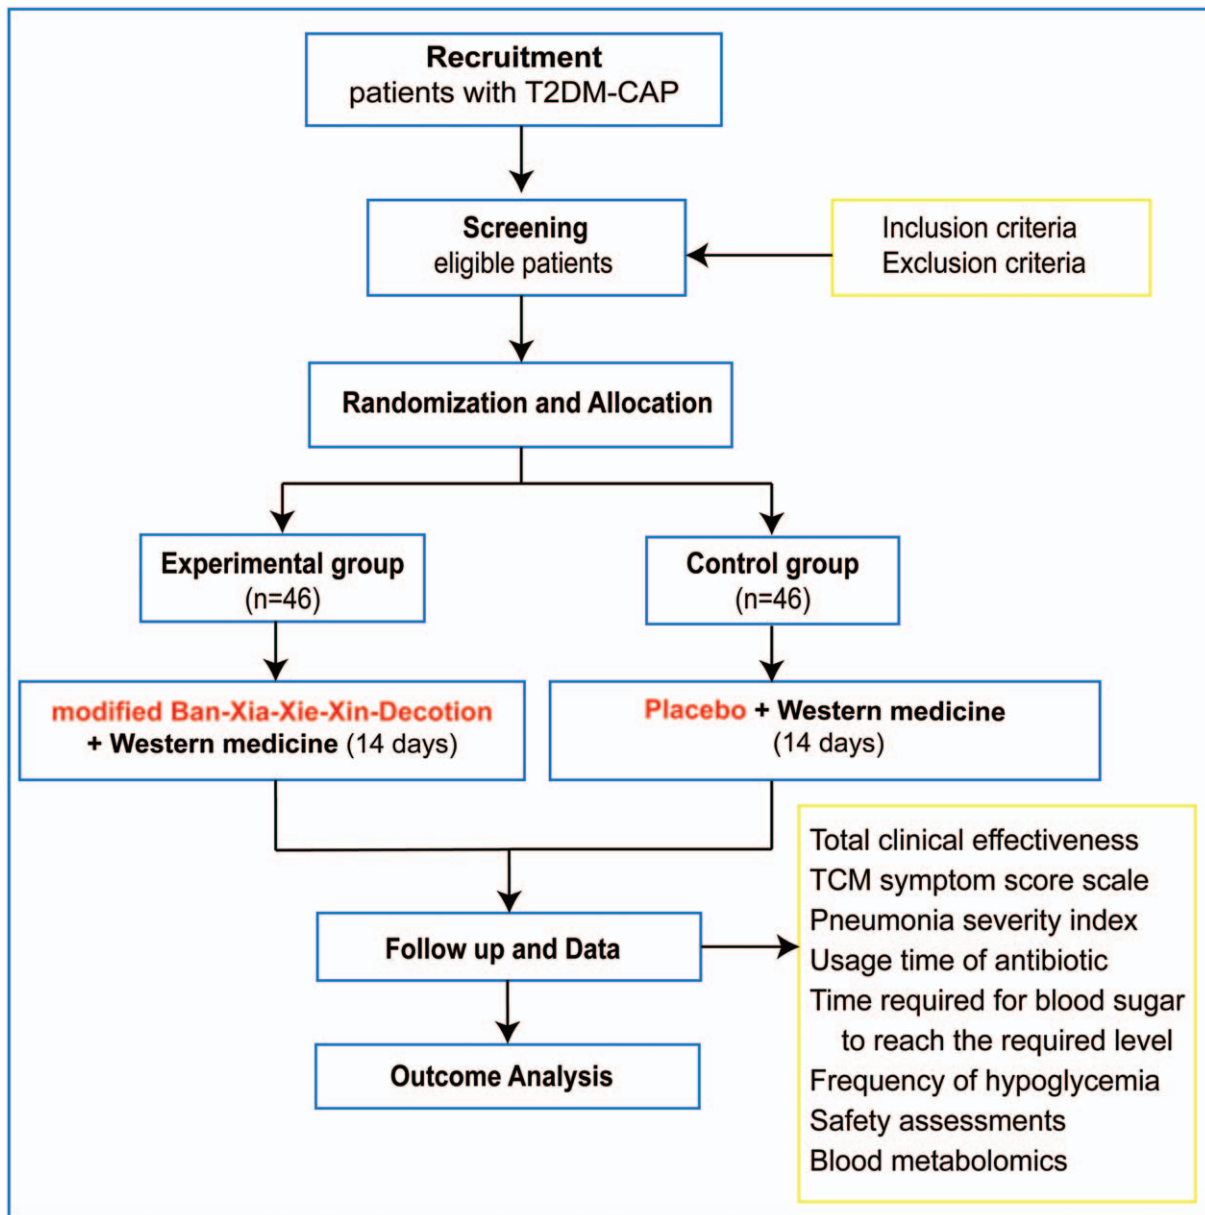 Recruitment
patients with T2DM-CAP
Screening
eligible patients
Inclusion criteria
Exclusion criteria
Randomization and Allocation
Experimental group
(n=46)
Control group
(n=46)
modified Ban-Xia-Xie-Xin-Decotion
+ Western medicine (14 days)
Placebo + Western medicine
(14 days)
Follow up and Data
Total clinical effectiveness
TCM symptom score scale
Pneumonia severity index
Usage time of antibiotic
Time required for blood sugar
to reach the required level
Frequency of hypoglycemia
Safety assessments
Blood metabolomics
Outcome Analysis